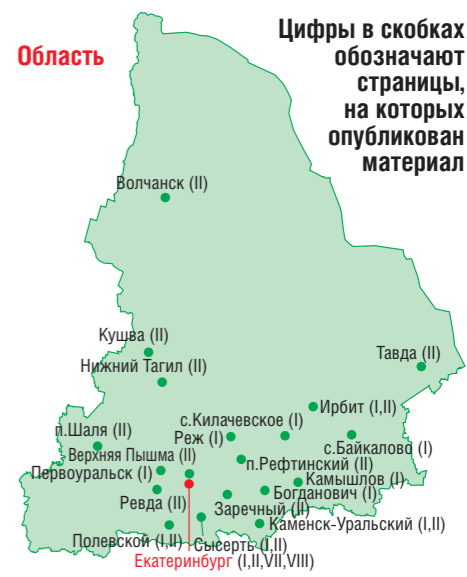 Область
Цифры в скобках
обозначают
страницы,
на которых
опубликован
материал
Волчанск (II)
Кушва (II)
Нижний Тагил (II)
Тавда (II)
Ирбит (I,II)
с.Килачевское (I)
п.Шаля (II)
Реж (I)
с.Байкалово (I)
Верхняя Пышма (II)
п.Рефтинский (II)
Первоуральск (I)
Камышлов (I)
Богданович (I)
Ревда (II)
Заречный (II)
Каменск-Уральский (I,II)
Полевской (I,II)
Сысерть (I,II)
Екатеринбург (I,II,VII,VIII)